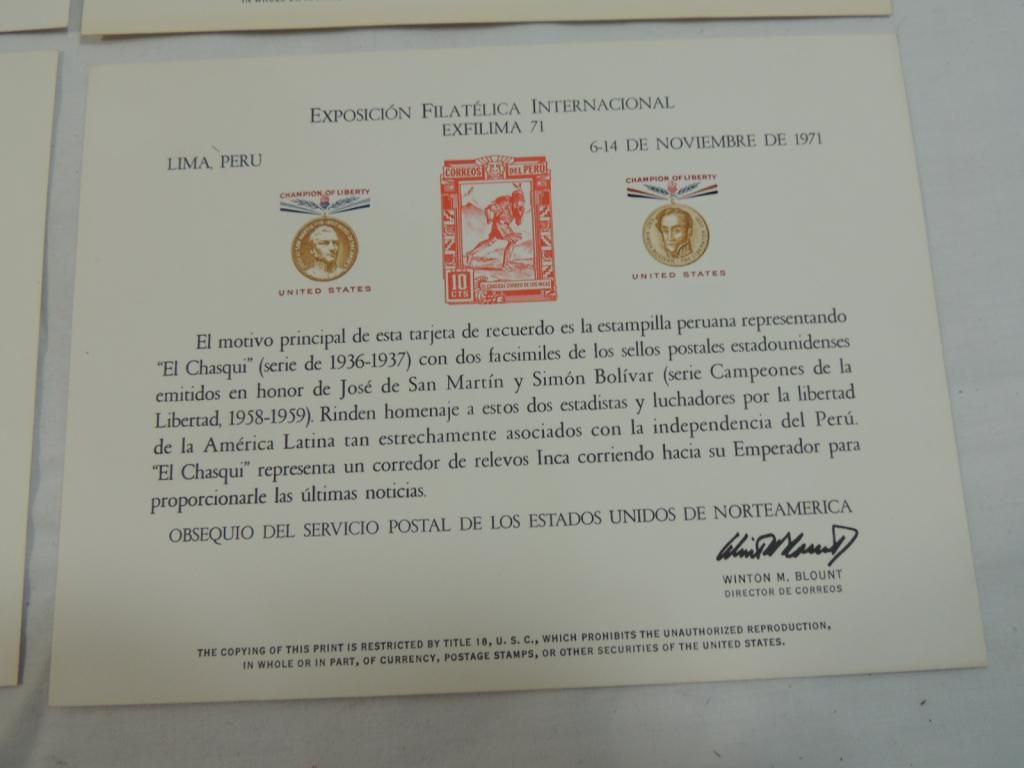 EXPOSICIÓN FILATÉLICA INTERNACIONAL
EXFILIMA 71
LIMA, PERU
6-14 DE NOVIEMBRE DE 1971
CHAMPION OF LIBERTY
UNITED STATES
CORREOS DEL PERU
10
CTS
EL CHASQUI CORREO DE LOS INCAS
CHAMPION OF LIBERTY
UNITED STATES
El motivo principal de esta tarjeta de recuerdo es la estampilla peruana representando
"El Chasqui" (serie de 1936-1937) con dos facsimiles de los sellos postales estadounidenses
emitidos en honor de José de San Martín y Simón Bolívar (serie Campeones de la
Libertad, 1958-1959). Rinden homenaje a estos dos estadistas y luchadores por la libertad
de la América Latina tan estrechamente asociados con la independencia del Perú.
"El Chasqui" representa un corredor de relevos Inca corriendo hacia su Emperador para
proporcionarle las últimas noticias.
OBSEQUIO DEL SERVICIO POSTAL DE LOS ESTADOS UNIDOS DE NORTEAMERICA
WINTON M. BLOUNT
DIRECTOR DE CORREOS
THE COPYING OF THIS PRINT IS RESTRICTED BY TITLE 18, U. S. C., WHICH PROHIBITS THE UNAUTHORIZED REPRODUCTION,
IN WHOLE OR IN PART, OF CURRENCY, POSTAGE STAMPS, OR OTHER SECURITIES OF THE UNITED STATES.